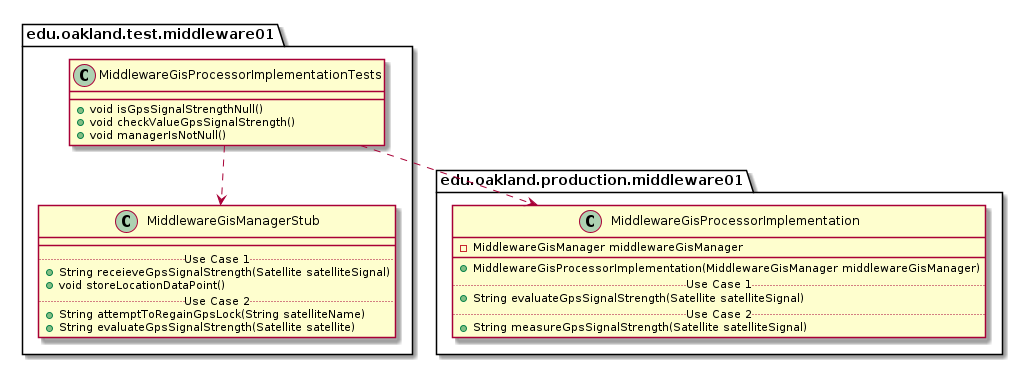 edu.oakland.test.middleware01
C MiddlewareGisProcessorImplementationTests
void isGpsSignalStrengthNull()
void checkValueGpsSignalStrength()
void managerIsNotNull()
C MiddlewareGisManagerStub
Use Case 1
String receieveGpsSignalStrength(Satellite satelliteSignal)
void storeLocationDataPoint()
Use Case 2
String attemptToRegainGpsLock(String satelliteName)
String evaluateGpsSignalStrength(Satellite satellite)
edu.oakland.production.middleware01
C MiddlewareGisProcessorImplementation
MiddlewareGisManager middlewareGisManager
MiddlewareGisProcessorImplementation(MiddlewareGisManager middlewareGisManager)
Use Case 1
String evaluateGpsSignalStrength(Satellite satelliteSignal)
Use Case 2
String measureGpsSignalStrength(Satellite satelliteSignal)